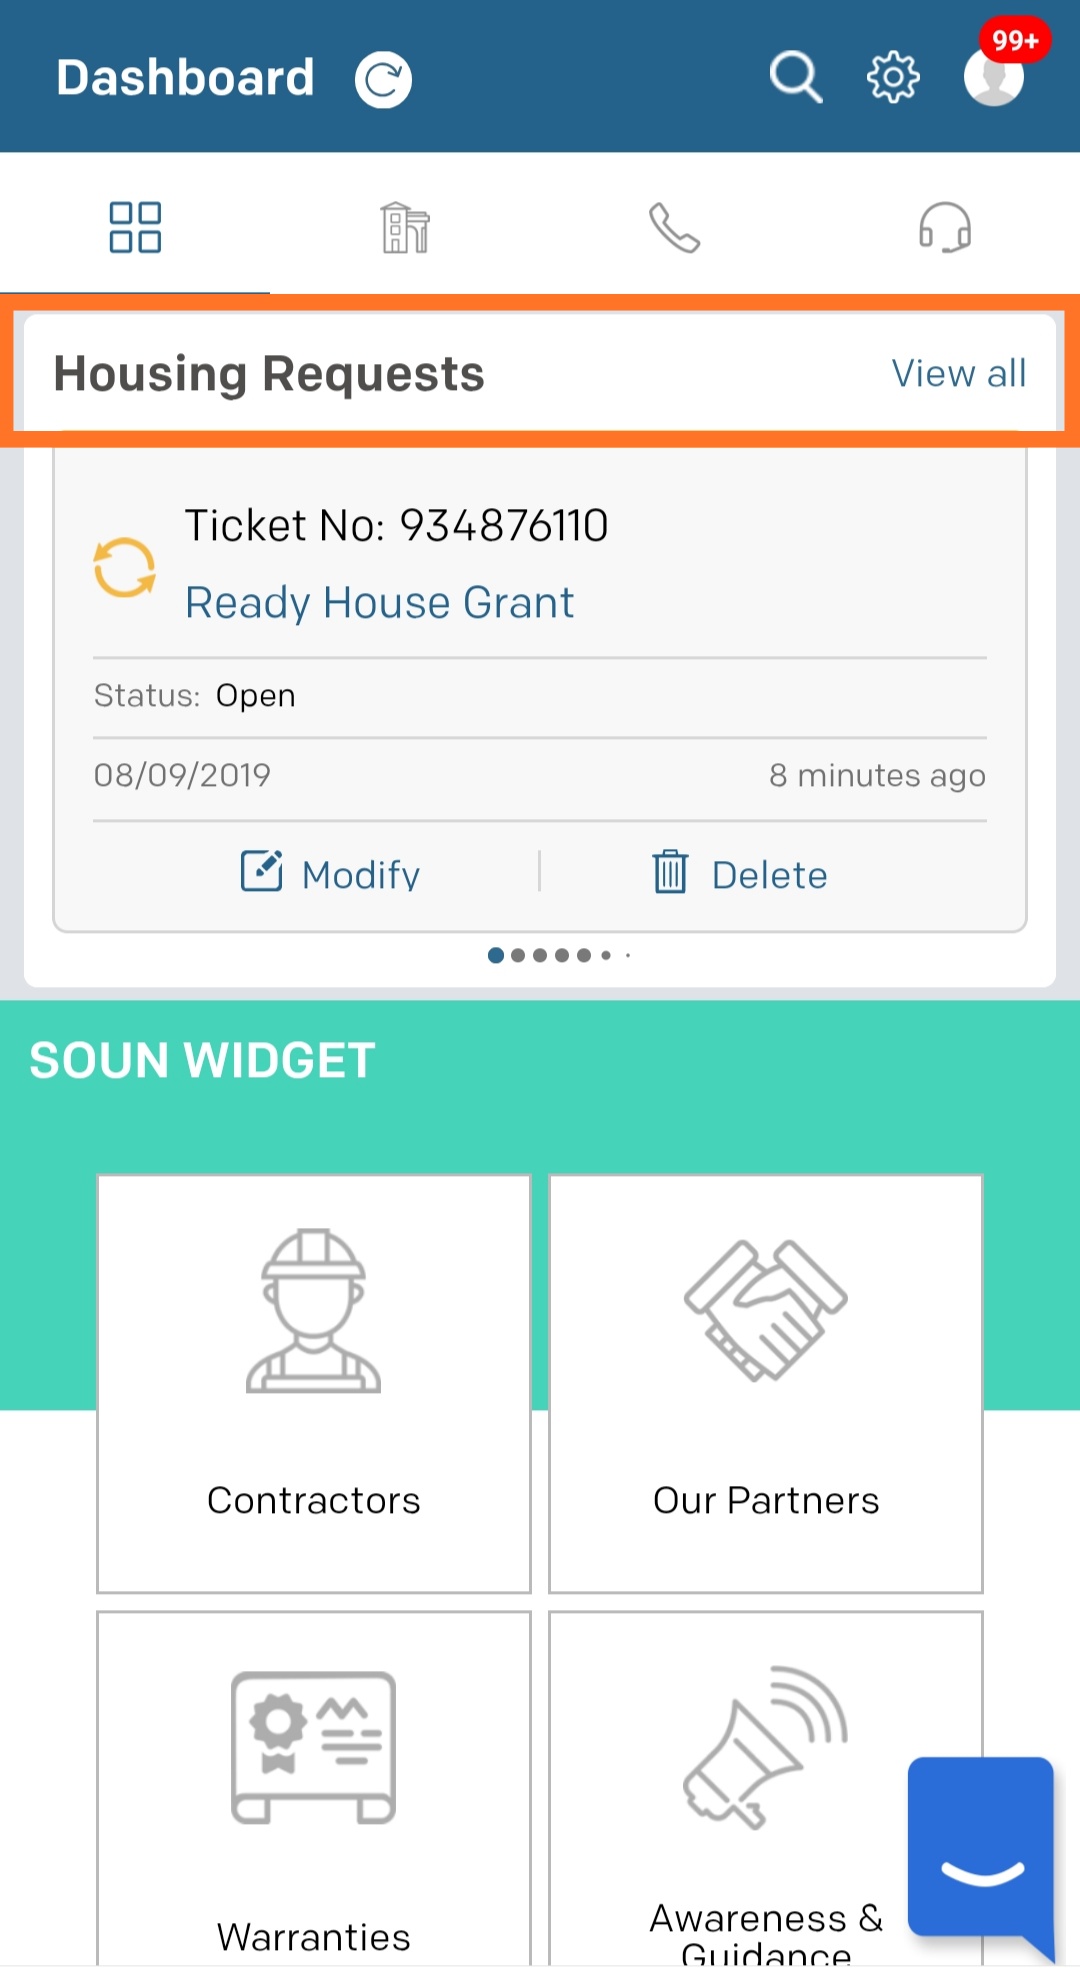 Dashboard
99+
Housing Requests
View all
Ticket No: 934876110
Ready House Grant
Status: Open
08/09/2019
8 minutes ago
Modify
Delete
SOUN WIDGET
Contractors
Our Partners
Warranties
Awareness &
Guidance